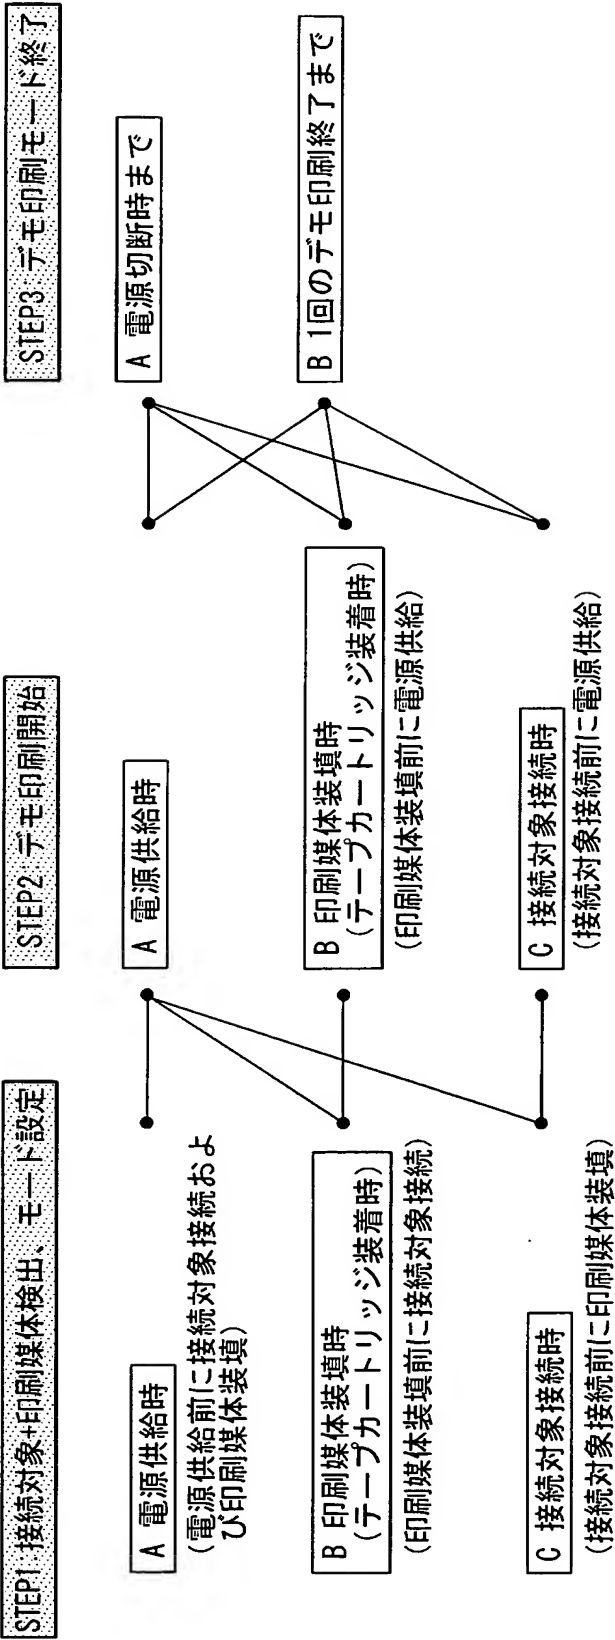 STEP1:接続対象+印刷媒体検出、モード設定
A 電源供給時
(電源供給前に接続対象接続およ
び印刷媒体装填)
B 印刷媒体装填時
(テープカートリッジ装着時)
(印刷媒体装填前に接続対象接続)
C 接続対象接続時
(接続対象接続前に印刷媒体装填)
STEP2:デモ印刷開始
A 電源供給時
B 印刷媒体装填時
(テープカートリッジ装着時)
(印刷媒体装填前に電源供給)
C 接続対象接続時
(接続対象接続前に電源供給)
STEP3:デモ印刷モード終了
A 電源切断時まで
B 1回のデモ印刷終了まで